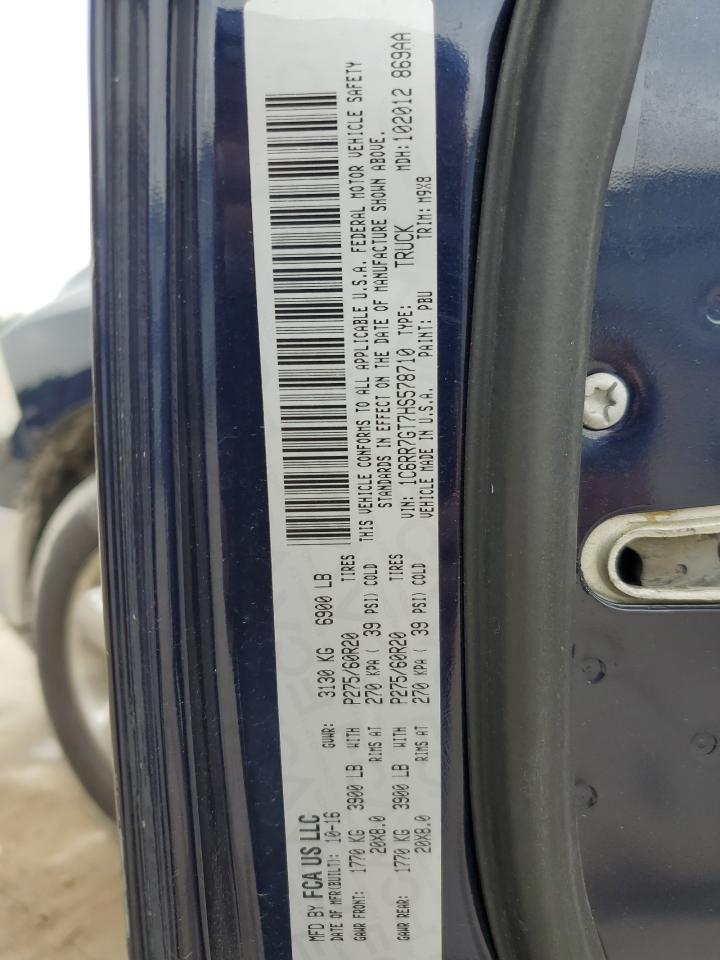 MFD BY FCA US LLC
DATE OF MFR(BUILT): 10-16 GVWR: 3130 KG 6900 LB
GAWR FRONT: 1770 KG 3900 LB WITH P275/60R20 TIRES
20X8.0 RIMS AT 270 KPA ( 39 PSI) COLD
GAWR REAR: 1770 KG 3900 LB WITH P275/60R20 TIRES
20X8.0 RIMS AT 270 KPA ( 39 PSI) COLD
THIS VEHICLE CONFORMS TO ALL APPLICABLE U.S.A. FEDERAL MOTOR VEHICLE SAFETY
STANDARDS IN EFFECT ON THE DATE OF MANUFACTURE SHOWN ABOVE.
VIN: 1C6RR7GT7HS578710 TYPE: TRUCK MDH:102012 869AA
VEHICLE MADE IN U.S.A. PAINT: PBU TRIM: M9X8